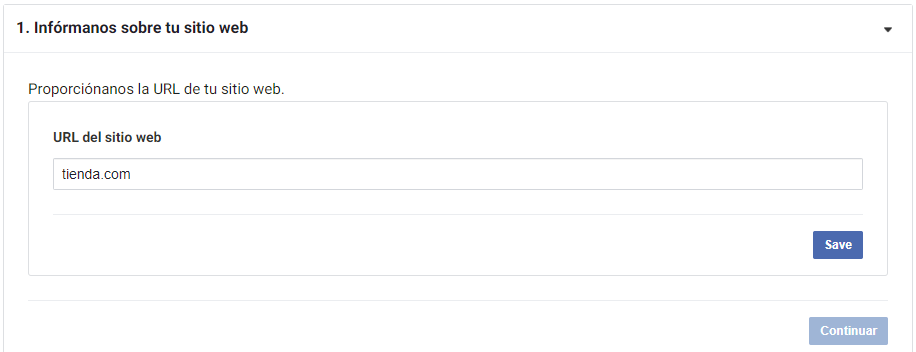 1. Infórmanos sobre tu sitio web
Proporciónanos la URL de tu sitio web.
URL del sitio web
tienda.com
Save
Continuar